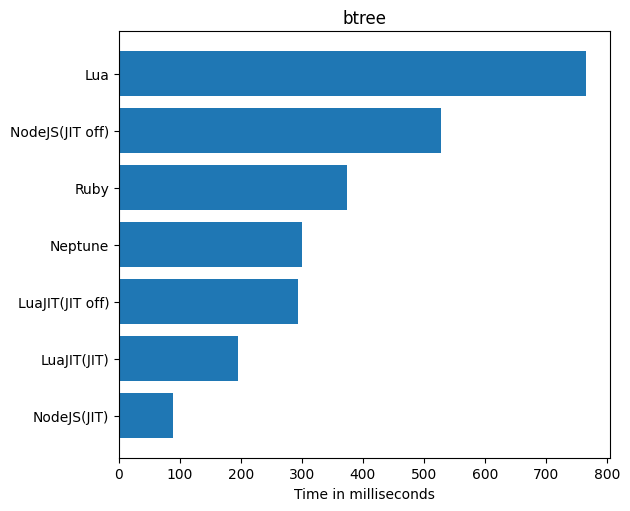 btree
Lua
NodeJS(JIT off)
Ruby
Neptune
LuaJIT(JIT off)
LuaJIT(JIT)
NodeJS(JIT)
0 100 200 300 400 500 600 700 800
Time in milliseconds